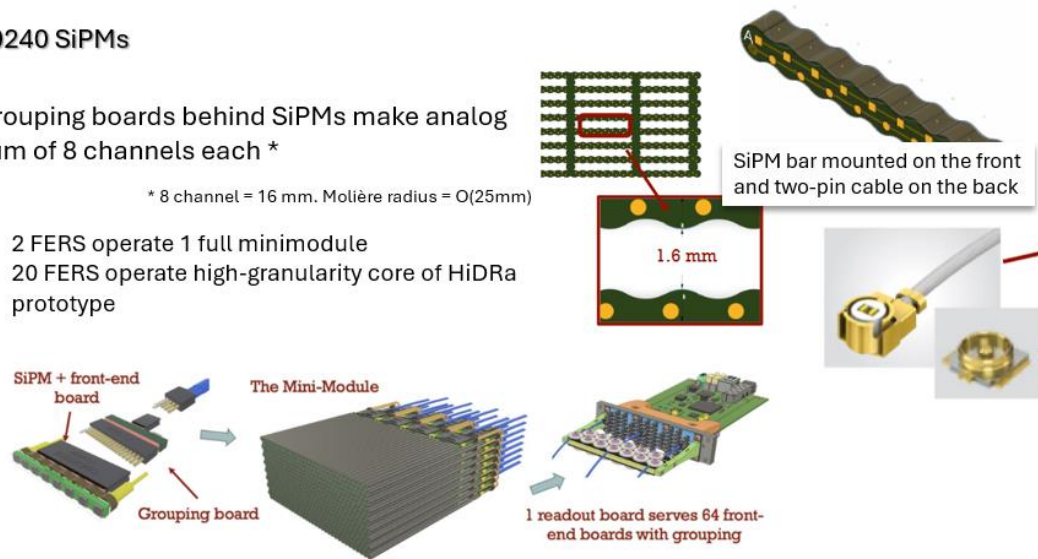 0240 SiPMs
rouping boards behind SiPMs make analog
um of 8 channels each *
* 8 channel = 16 mm. Molière radius = O(25mm)
2 FERS operate 1 full minimodule
20 FERS operate high-granularity core of HiDRa
prototype
A
SiPM bar mounted on the front
and two-pin cable on the back
1.6 mm
SiPM + front-end
board
Grouping board
The Mini-Module
1 readout board serves 64 front-
end boards with grouping